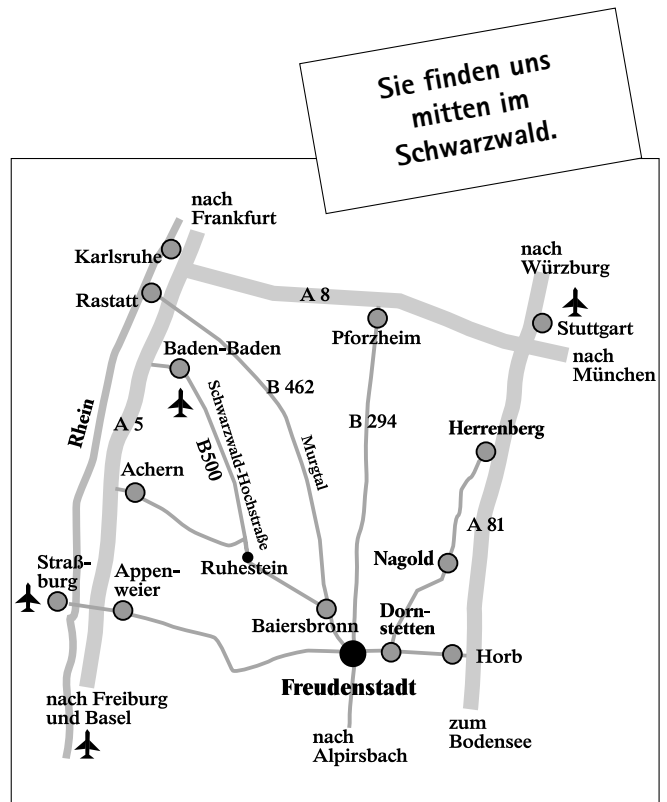 Sie finden uns
mitten im
Schwarzwald.
nach
Frankfurt
Karlsruhe
nach
Würzburg
Rastatt
A 8
Stuttgart
Pforzheim
nach
München
Baden-Baden
B 462
Schwarzwald-Hochstraße
Rhein
A 5
B 294
Herrenberg
B500
Murgtal
Achern
A 81
Straß-
burg
Appen-
weier
Ruhestein
Nagold
Baiersbronn
Dorn-
stetten
Horb
Freudenstadt
nach Freiburg
und Basel
nach
Alpirsbach
zum
Bodensee